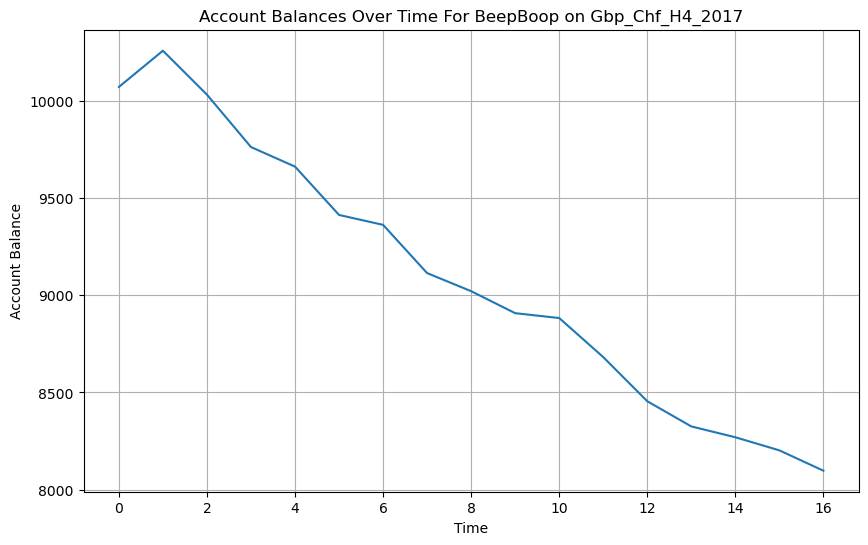 Account Balances Over Time For BeepBoop on Gbp_Chf_H4_2017
10000
9500
9000
8500
8000
Account Balance
0 2 4 6 8 10 12 14 16
Time